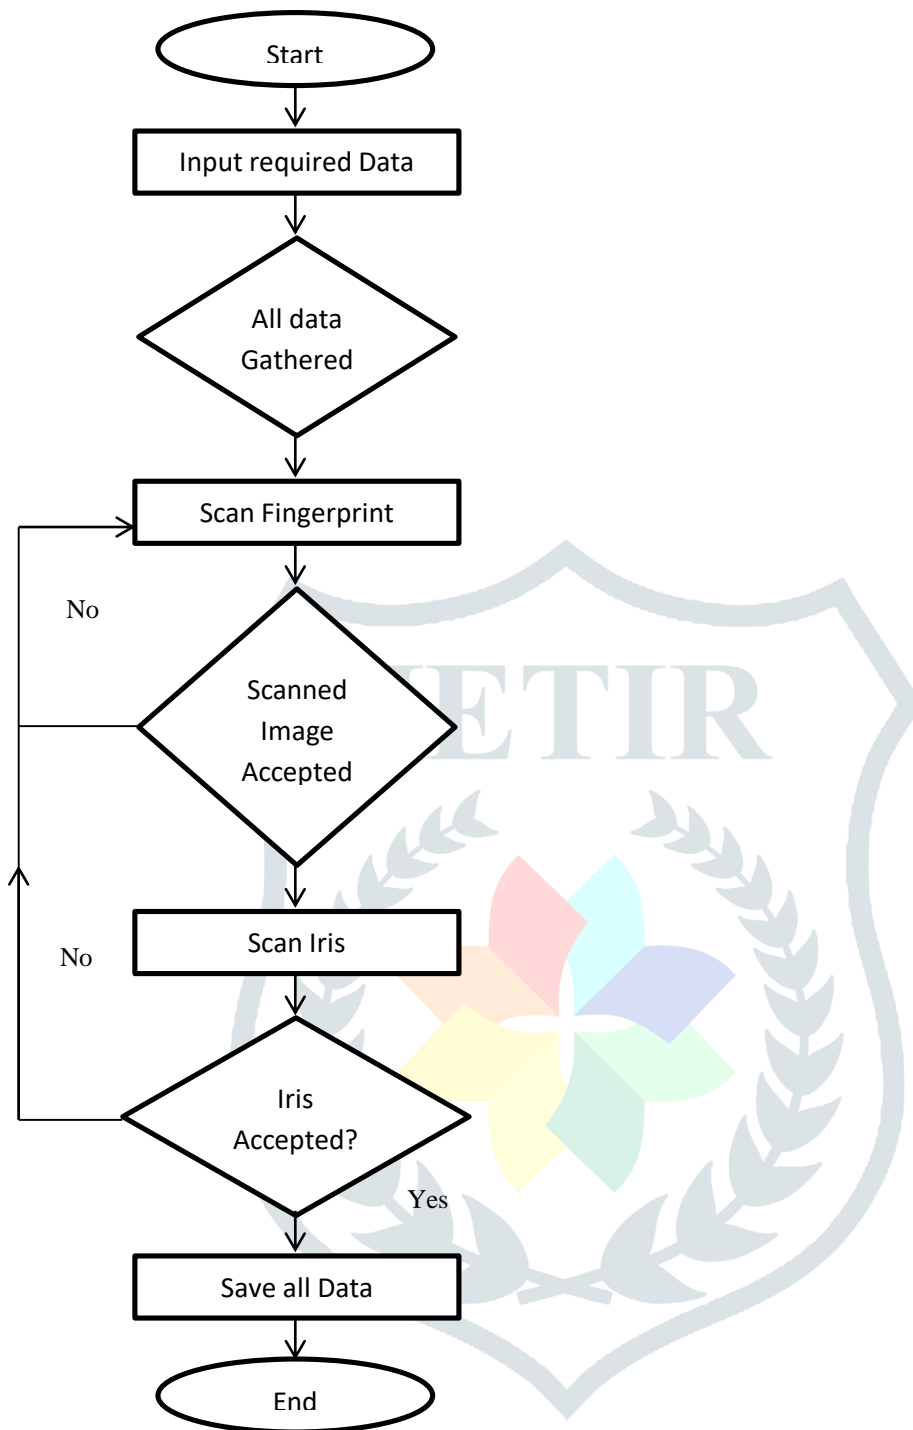 Start
Input required Data
All data
Gathered
Scan Fingerprint
No
Scanned
Image
Accepted
ETIR
Scan Iris
No
Iris
Accepted?
Yes
Save all Data
End